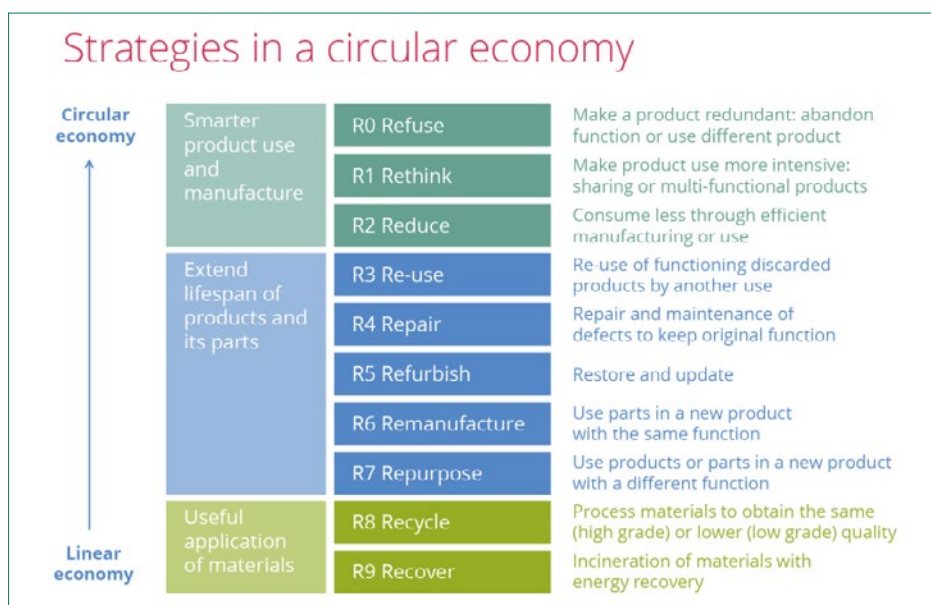 Strategies in a circular economy
Circular
economy
Linear
economy
Smarter
product use
and
manufacture
R0 Refuse
Make a product redundant: abandon
function or use different product
R1 Rethink
Make product use more intensive:
sharing or multi-functional products
R2 Reduce
Consume less through efficient
manufacturing or use
Extend
lifespan of
products and
its parts
R3 Re-use
Re-use of functioning discarded
products by another use
R4 Repair
Repair and maintenance of
defects to keep original function
R5 Refurbish
Restore and update
R6 Remanufacture
Use parts in a new product
with the same function
R7 Repurpose
Use products or parts in a new product
with a different function
Useful
application
of materials
R8 Recycle
Process materials to obtain the same
(high grade) or lower (low grade) quality
R9 Recover
Incineration of materials with
energy recovery